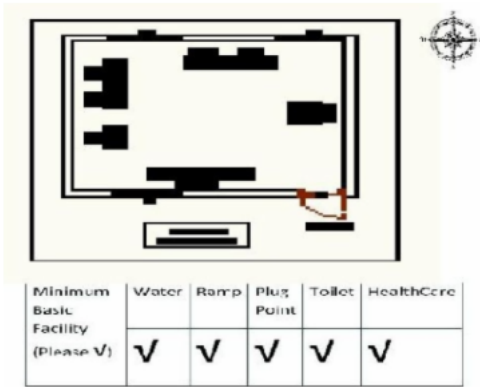 Minimum Basic Facility (Please √) Water Ramp Plug Point Toilet HealthCare
√ √ √ √ √